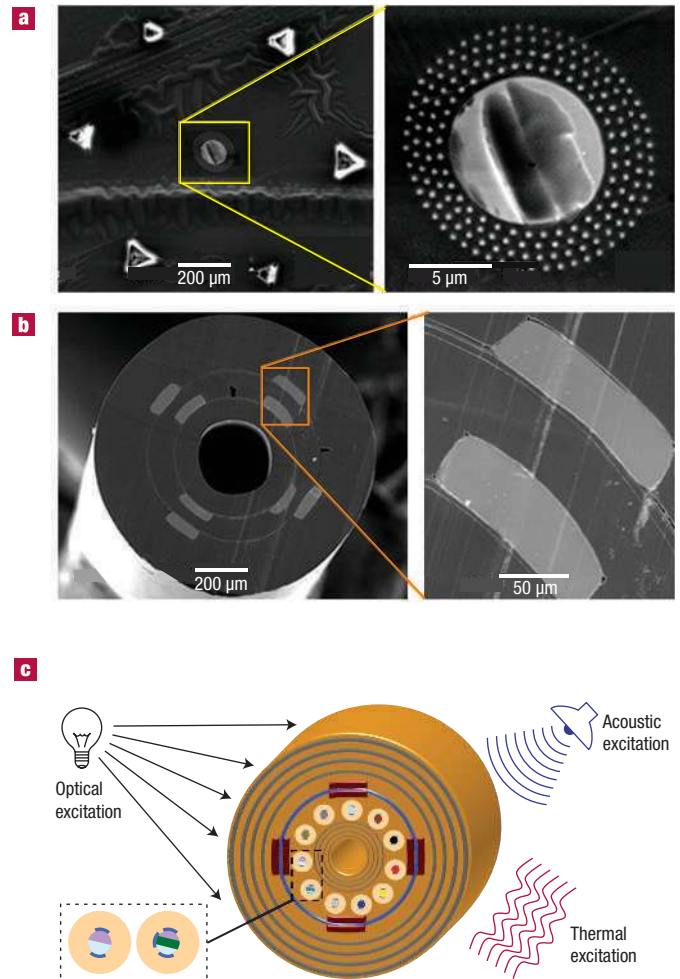 a
200 µm
5 µm
b
200 µm
50 µm
c
Optical
excitation
Acoustic
excitation
Thermal
excitation